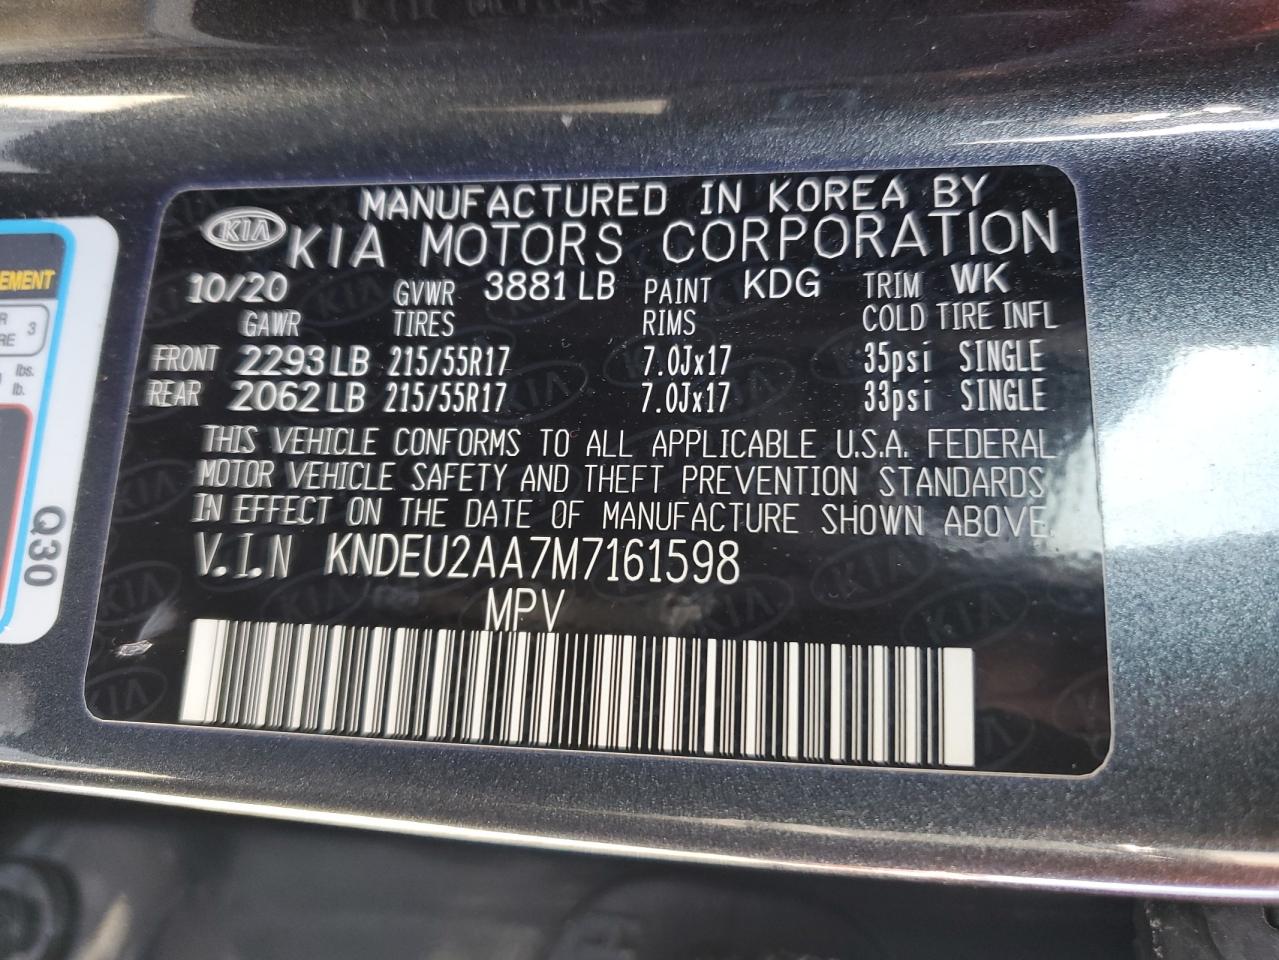 MANUFACTURED IN KOREA BY
KIA KIA MOTORS CORPORATION
10/20 GVWR 3881 LB PAINT KDG TRIM WK
GAWR TIRES RIMS COLD TIRE INFL
FRONT 2293 LB 215/55R17 7.0Jx17 35psi SINGLE
REAR 2062 LB 215/55R17 7.0Jx17 33psi SINGLE
THIS VEHICLE CONFORMS TO ALL APPLICABLE U.S.A. FEDERAL
MOTOR VEHICLE SAFETY AND THEFT PREVENTION STANDARDS
IN EFFECT ON THE DATE OF MANUFACTURE SHOWN ABOVE.
V.I.N KNDEU2AA7M7161598
MPV
3
lbs.
lb.
Q30